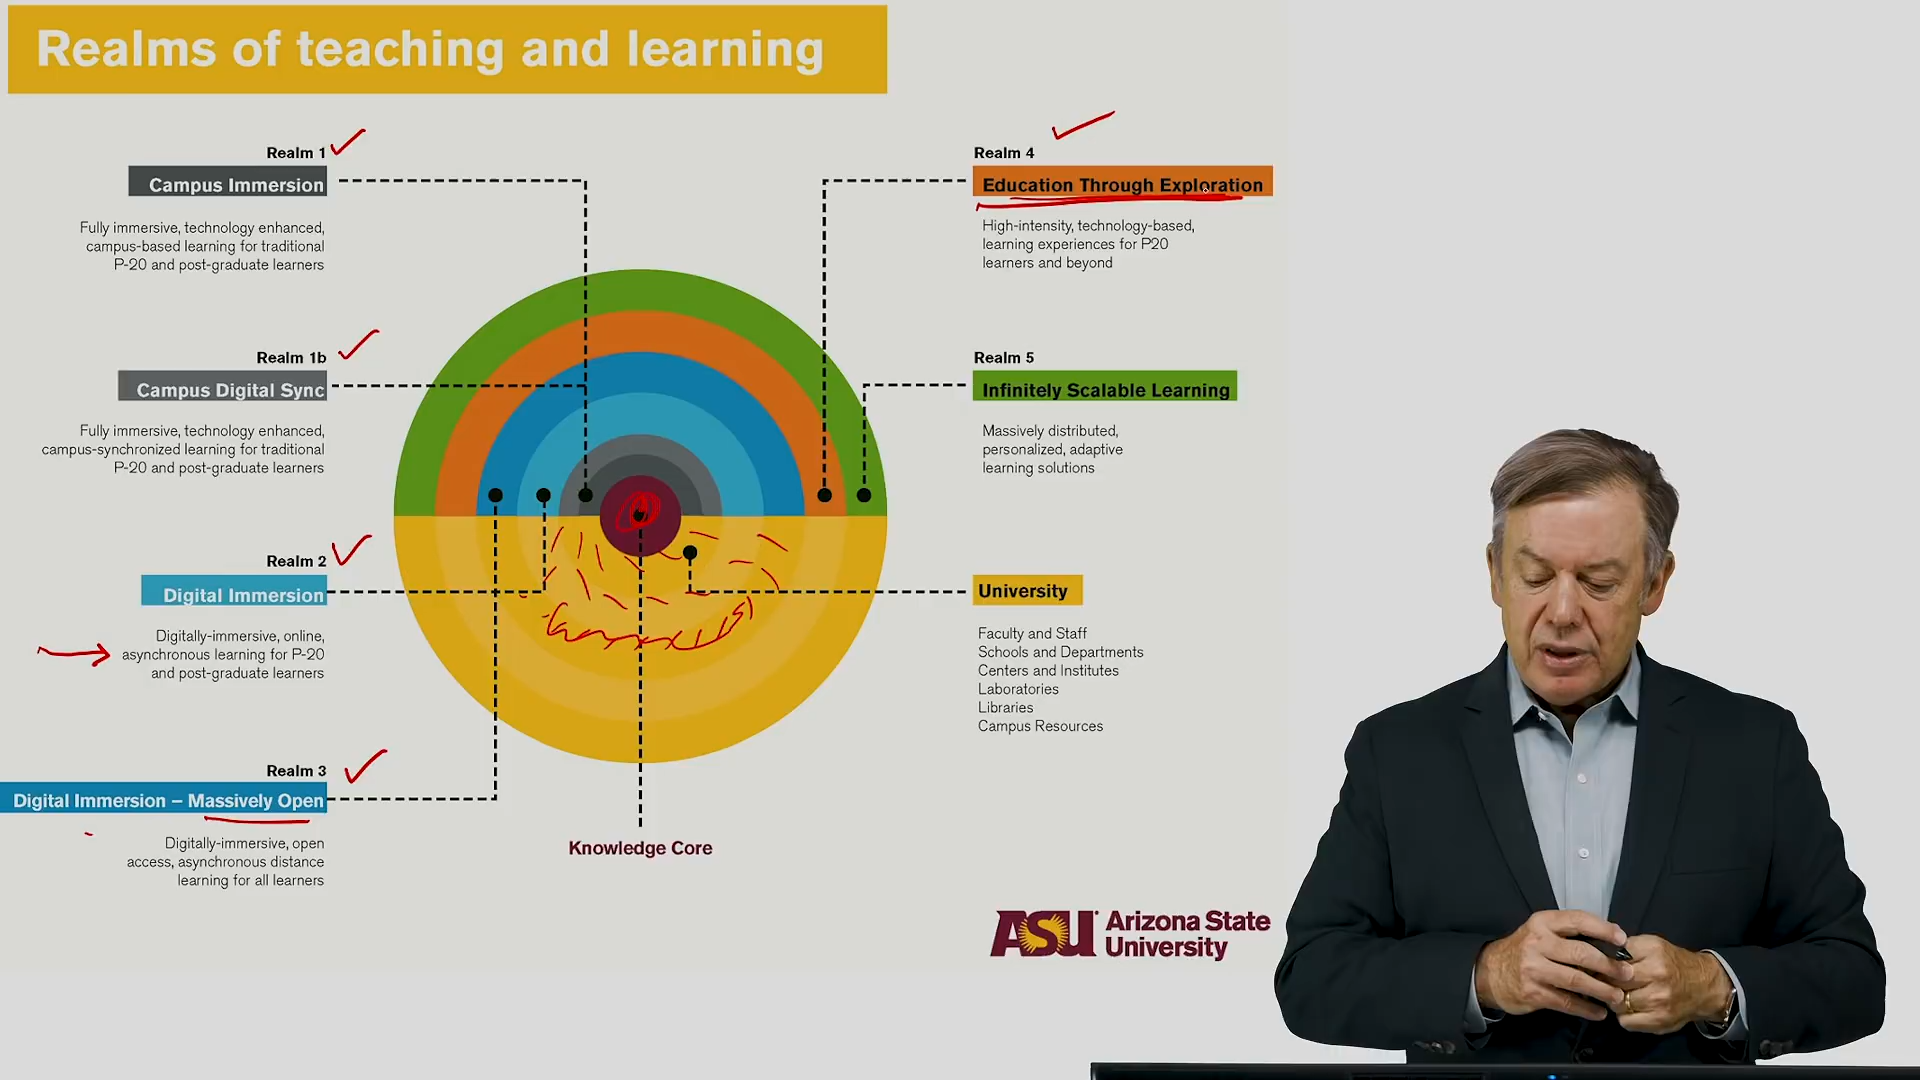 Realms of teaching and learning
Realm 1
Campus Immersion
Fully immersive, technology enhanced,
campus-based learning for traditional
P-20 and post-graduate learners
Realm 1b
Campus Digital Sync
Fully immersive, technology enhanced,
campus-synchronized learning for traditional
P-20 and post-graduate learners
Realm 2
Digital Immersion
Digitally-immersive, online,
asynchronous learning for P-20
and post-graduate learners
Realm 3
Digital Immersion – Massively Open
Digitally-immersive, open
access, asynchronous distance
learning for all learners
Knowledge Core
Realm 4
Education Through Exploration
High-intensity, technology-based,
learning experiences for P20
learners and beyond
Realm 5
Infinitely Scalable Learning
Massively distributed,
personalized, adaptive
learning solutions
University
Faculty and Staff
Schools and Departments
Centers and Institutes
Laboratories
Libraries
Campus Resources
ASU Arizona State
University